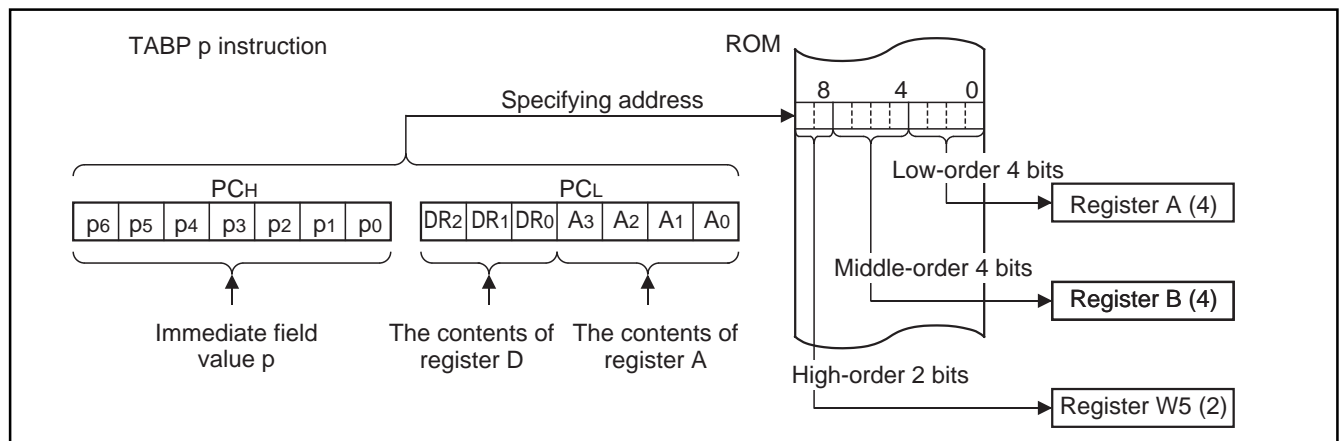 TABP p instruction
ROM
8 4 0
Specifying address
PCH PCL
Low-order 4 bits
p6 p5 p4 p3 p2 p1 p0 DR2 DR1 DR0 A3 A2 A1 A0
Register A (4)
Middle-order 4 bits
Register B (4)
Immediate field
value p
The contents of
register D
The contents of
register A
High-order 2 bits
Register W5 (2)